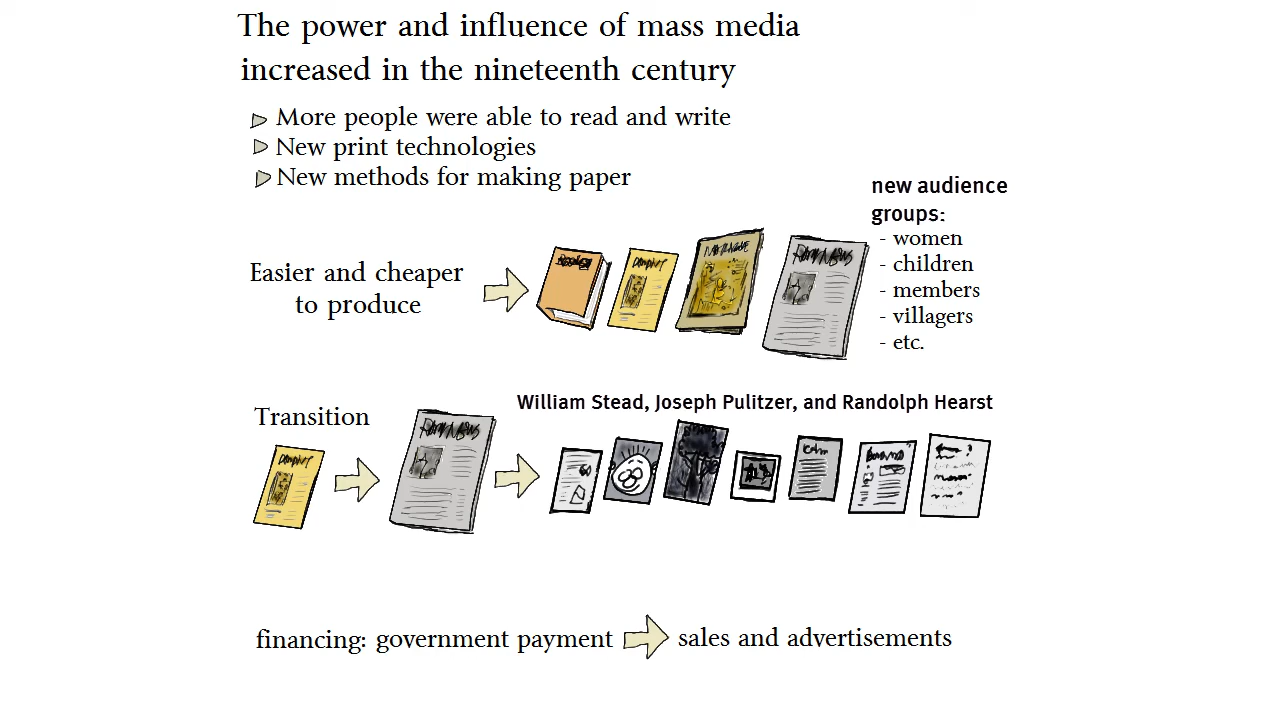 The power and influence of mass media
increased in the nineteenth century
More people were able to read and write
New print technologies
New methods for making paper
new audience
groups:
- women
- children
- members
- villagers
- etc.
Easier and cheaper
to produce
Transition
William Stead, Joseph Pulitzer, and Randolph Hearst
financing: government payment
sales and advertisements